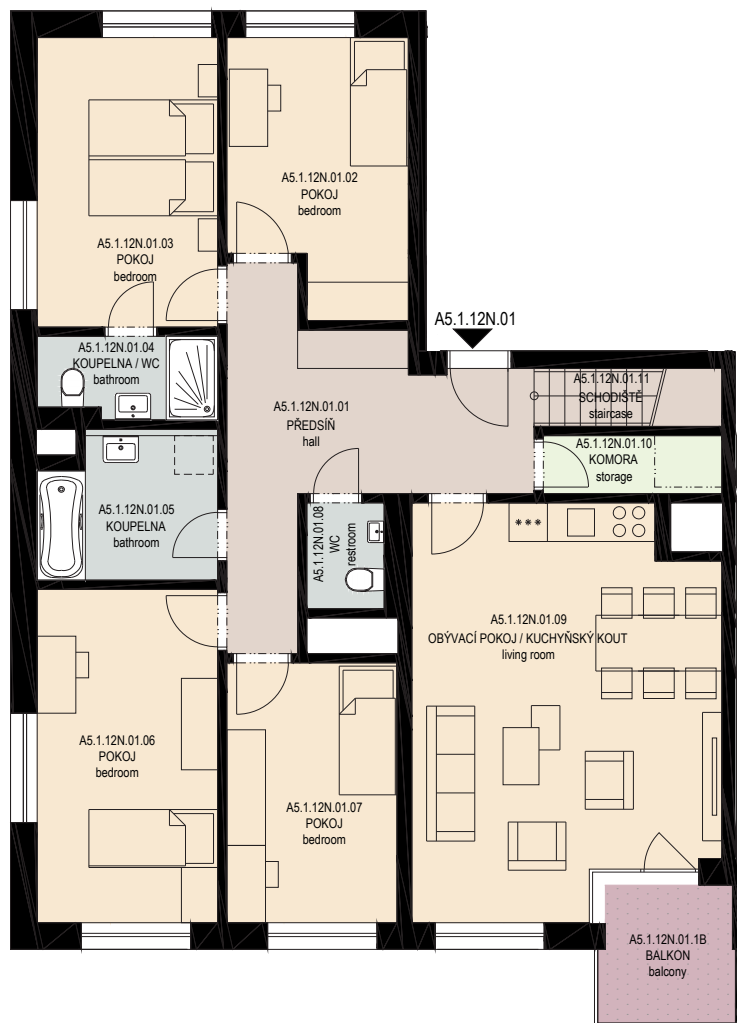 A5.1.12N.01.02
POKOJ
bedroom
A5.1.12N.01.03
POKOJ
bedroom
A5.1.12N.01
A5.1.12N.01.04
KOUPELNA / WC
bathroom
A5.1.12N.01.11
SCHODIŠTĚ
staircase
A5.1.12N.01.01
PŘEDSÍŇ
hall
A5.1.12N.01.10
KOMORA
storage
A5.1.12N.01.05
KOUPELNA
bathroom
A5.1.12N.01.08
WC
restroom
A5.1.12N.01.09
OBÝVACÍ POKOJ / KUCHYŇSKÝ KOUT
living room
A5.1.12N.01.06
POKOJ
bedroom
A5.1.12N.01.07
POKOJ
bedroom
A5.1.12N.01.1B
BALKON
balcony